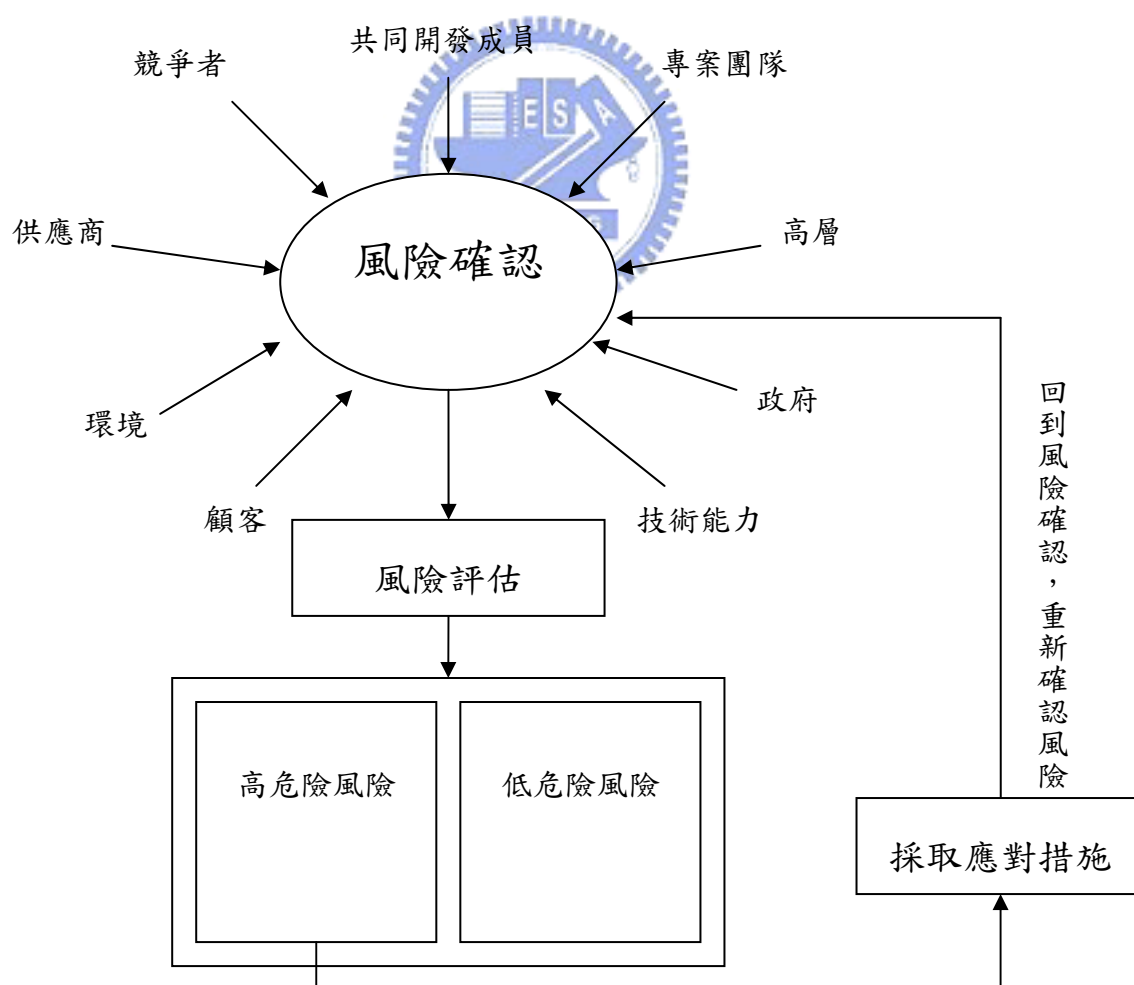 共同開發成員
競爭者
專案團隊
ESA
供應商
高層
風險確認
環境
政府
顧客
技術能力
回到風險確認，重新確認風險
風險評估
高危險風險
低危險風險
採取應對措施